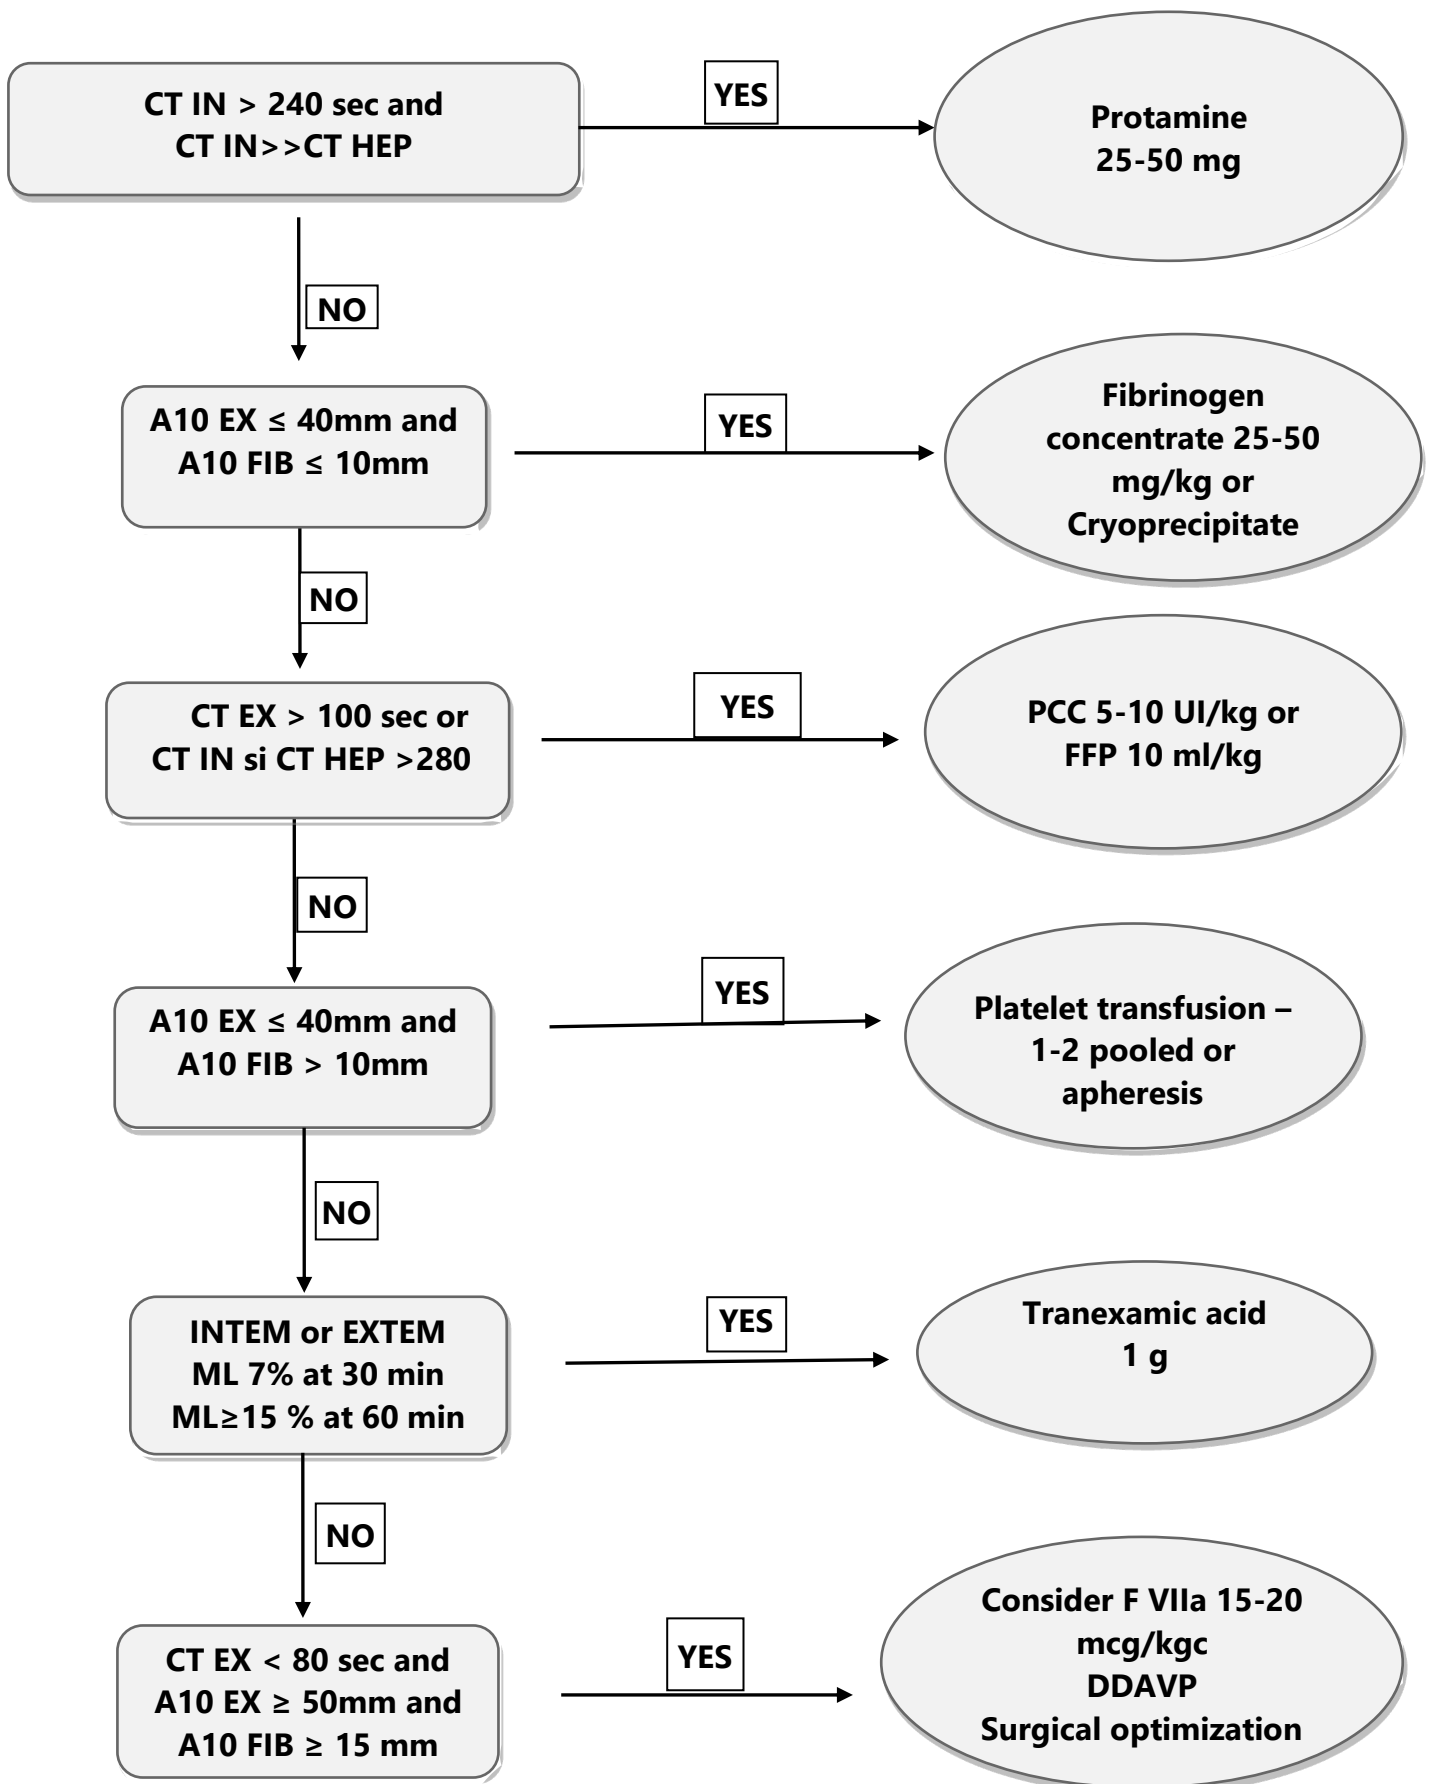 CT IN > 240 sec and
CT IN>>CT HEP
YES
Protamine
25-50 mg
NO
A10 EX ≤ 40mm and
A10 FIB ≤ 10mm
YES
Fibrinogen
concentrate 25-50
mg/kg or
Cryoprecipitate
NO
CT EX > 100 sec or
CT IN si CT HEP >280
YES
PCC 5-10 UI/kg or
FFP 10 ml/kg
NO
A10 EX ≤ 40mm and
A10 FIB > 10mm
YES
Platelet transfusion –
1-2 pooled or
apheresis
NO
INTEM or EXTEM
ML 7% at 30 min
ML≥15 % at 60 min
YES
Tranexamic acid
1 g
NO
CT EX < 80 sec and
A10 EX ≥ 50mm and
A10 FIB ≥ 15 mm
YES
Consider F VIIa 15-20
mcg/kgc
DDAVP
Surgical optimization